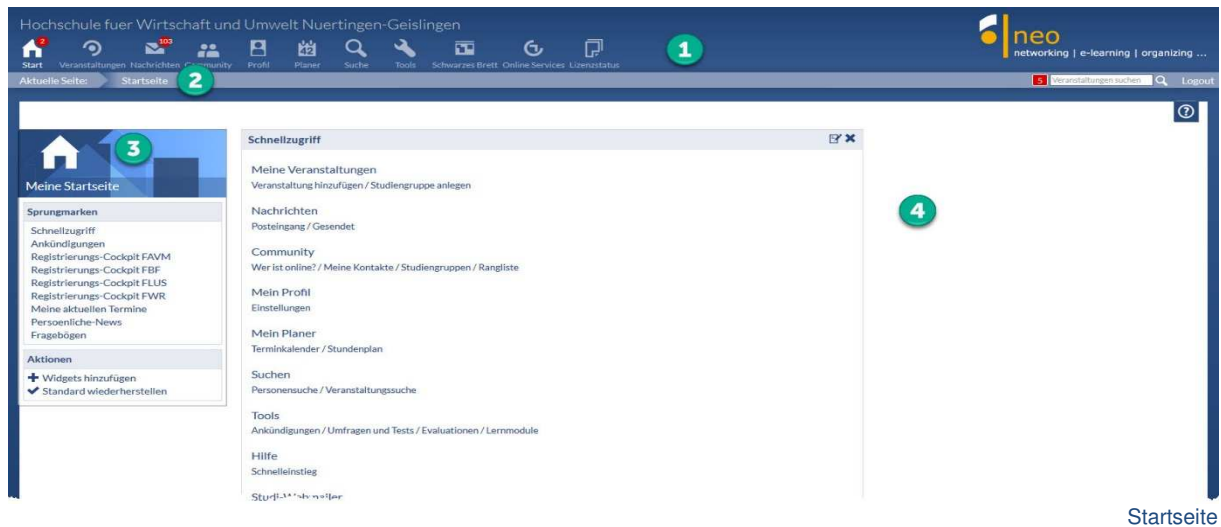 Hochschule fuer Wirtschaft und Umwelt Nuertingen-Geislingen
neo
networking | e-learning | organizing ...
2
103
12
Start Veranstaltungen Nachrichten Community Profil Planer Suche Tools Schwarzes Brett Online Services Lizenzstatus
1
Aktuelle Seite: Startseite
2
5 Veranstaltungen suchen Logout
?
3
Meine Startseite
Sprungmarken
Schnellzugriff
Ankündigungen
Registrierungs-Cockpit FAVM
Registrierungs-Cockpit FBF
Registrierungs-Cockpit FLUS
Registrierungs-Cockpit FWR
Meine aktuellen Termine
Persoenliche-News
Fragebögen
Aktionen
Widgets hinzufügen
Standard wiederherstellen
Schnellzugriff
Meine Veranstaltungen
Veranstaltung hinzufügen / Studiengruppe anlegen
Nachrichten
Posteingang / Gesendet
Community
Wer ist online? / Meine Kontakte / Studiengruppen / Rangliste
Mein Profil
Einstellungen
Mein Planer
Terminkalender / Stundenplan
Suchen
Personensuche / Veranstaltungssuche
Tools
Ankündigungen / Umfragen und Tests / Evaluationen / Lernmodule
Hilfe
Schnelleinstieg
4
Startseite